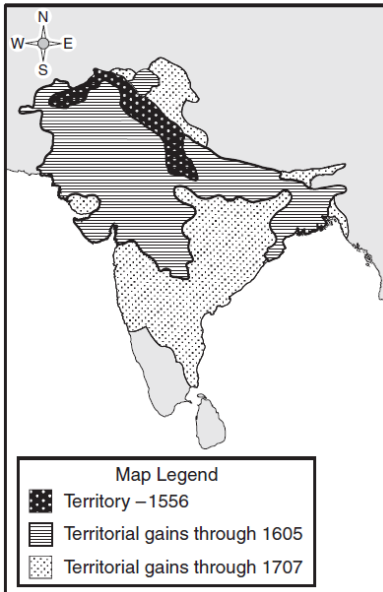 N
W E
S
Map Legend
Territory –1556
Territorial gains through 1605
Territorial gains through 1707